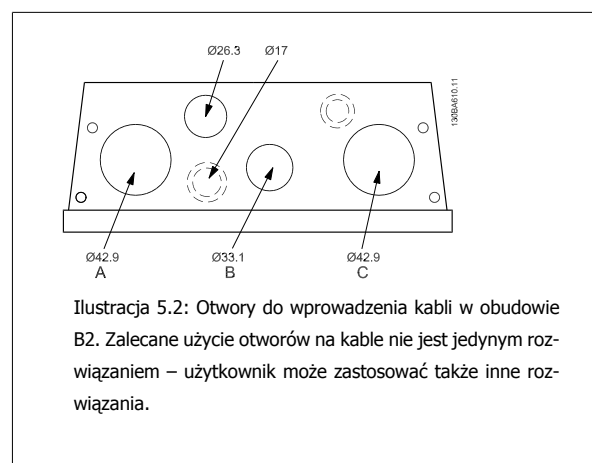 Ø26.3 Ø17
130BA610.11
Ø42.9 Ø33.1 Ø42.9
A B C
Ilustracja 5.2: Otwory do wprowadzenia kabli w obudowie
B2. Zalecane użycie otworów na kable nie jest jedynym roz-
wiązaniem – użytkownik może zastosować także inne roz-
wiązania.